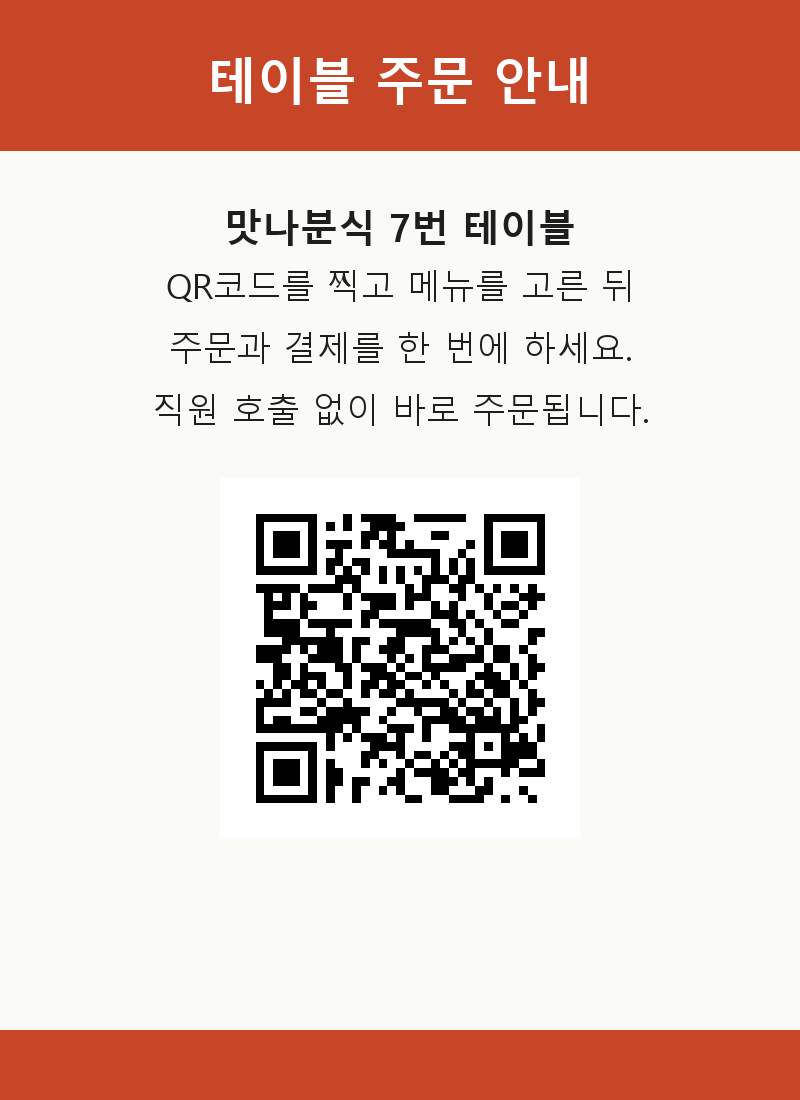 테이블 주문 안내
맛나분식 7번 테이블
QR코드를 찍고 메뉴를 고른 뒤
주문과 결제를 한 번에 하세요.
직원 호출 없이 바로 주문됩니다.